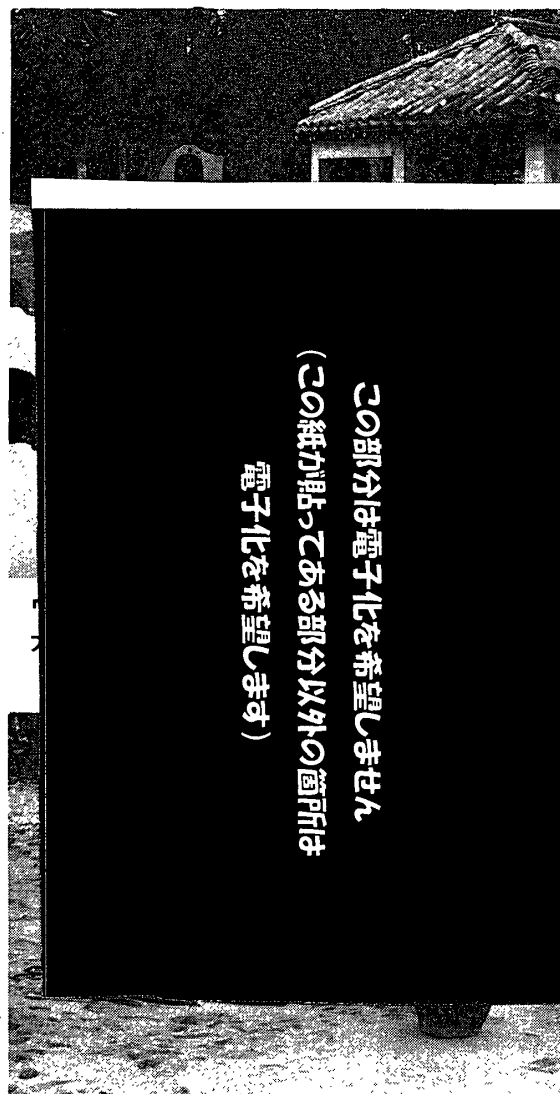 この部分は電子化を希望しません
(この紙が貼ってある部分以外の箇所は
電子化を希望します)